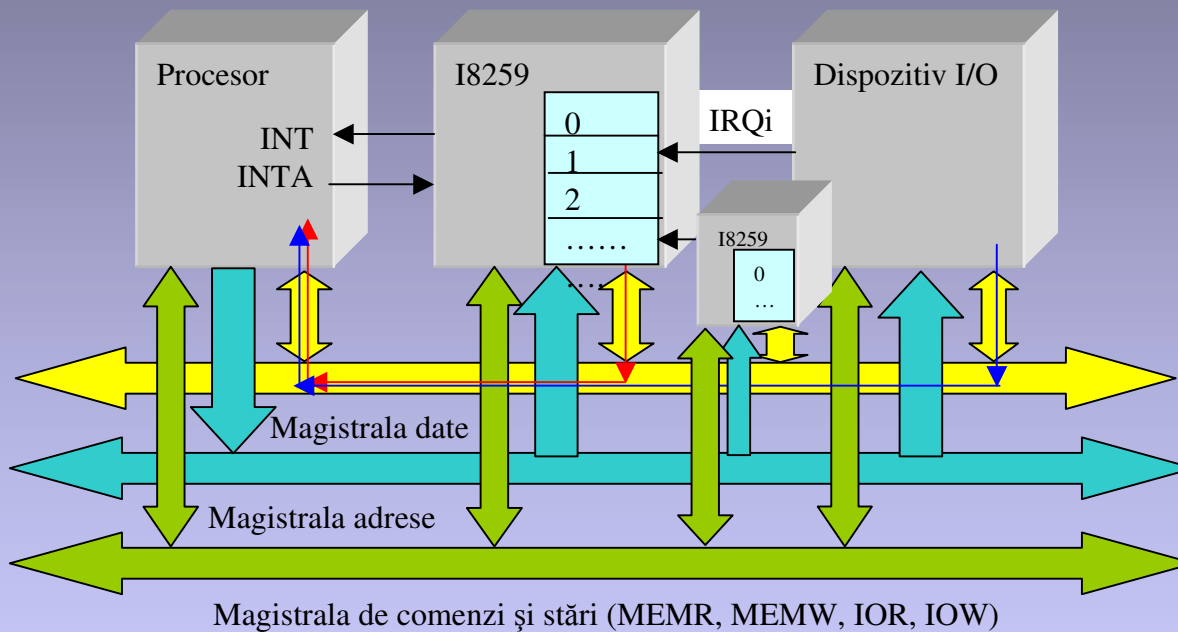 Procesor
I8259
Dispozitiv I/O
INT
INTA
0
1
2
……
….
IRQi
I8259
0
…
Magistrala date
Magistrala adrese
Magistrala de comenzi şi stări (MEMR, MEMW, IOR, IOW)